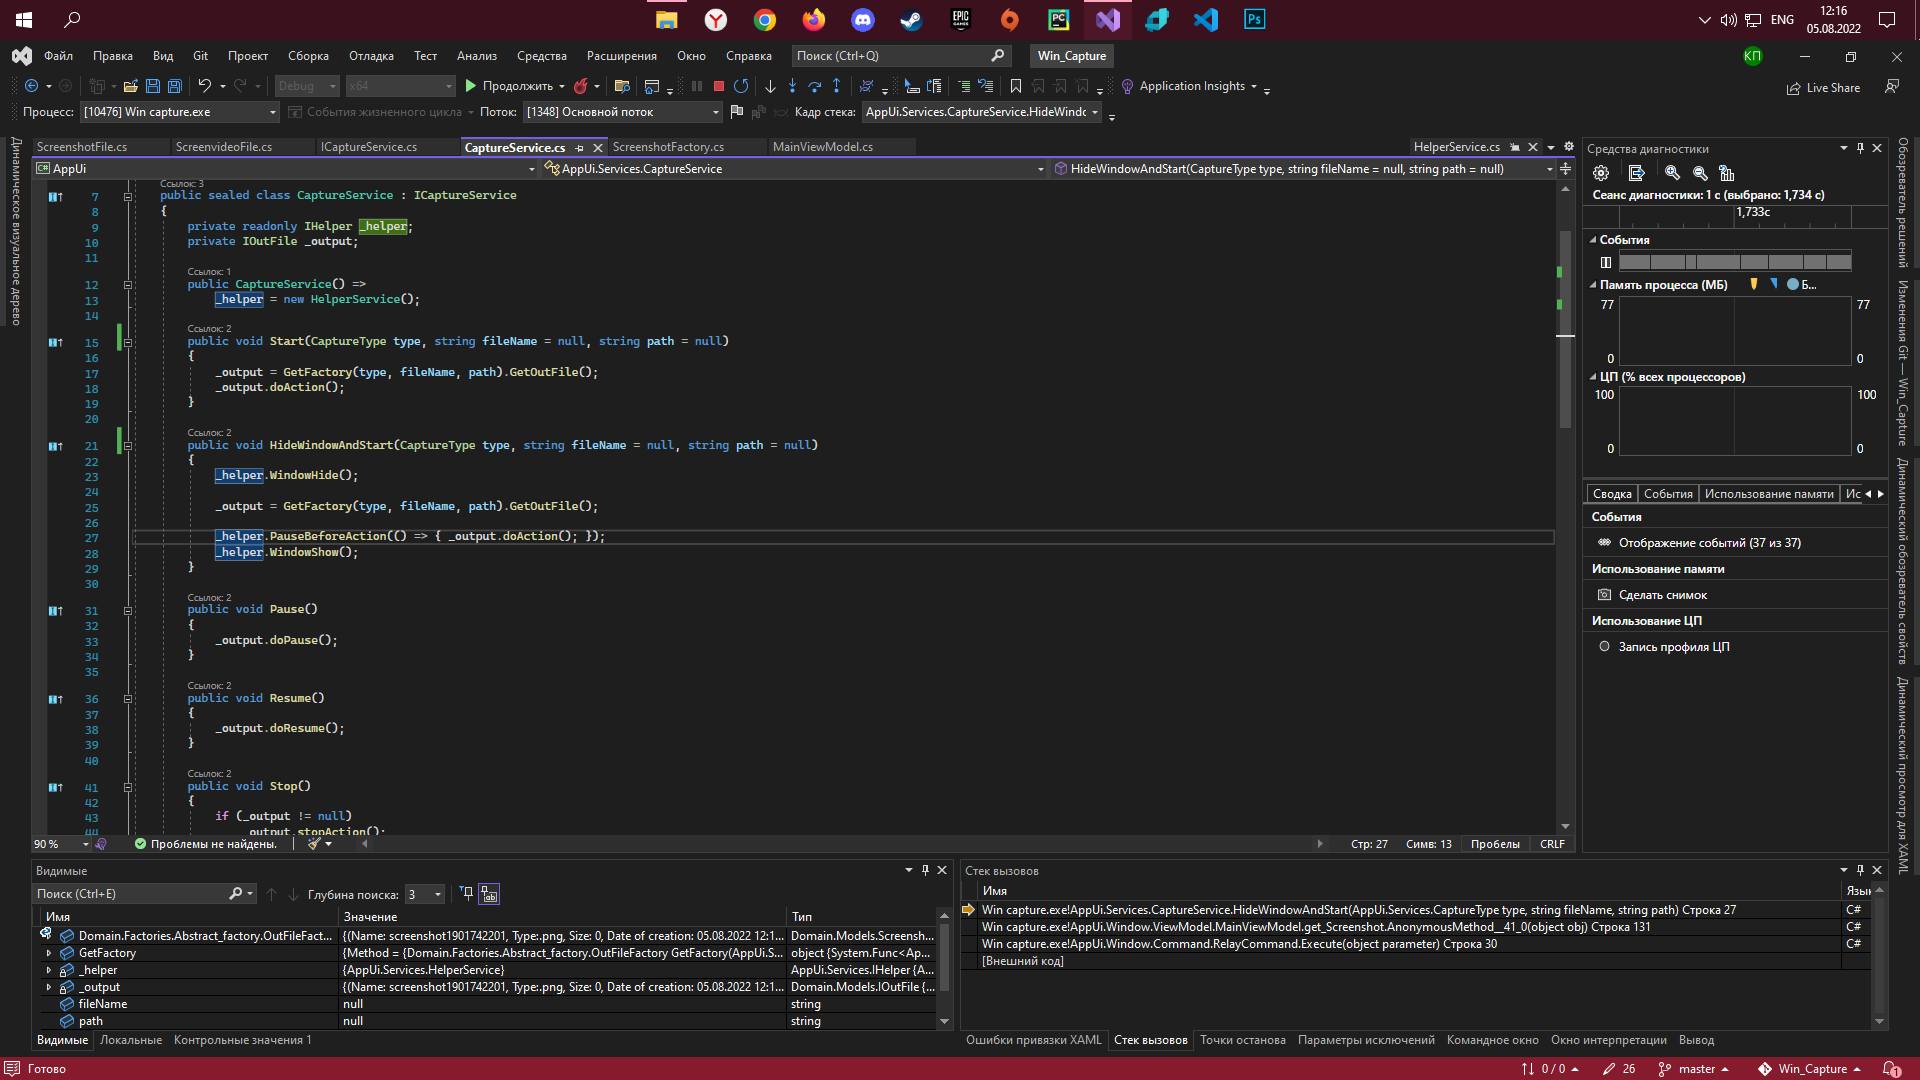 ENG
12:16
05.08.2022
Файл Правка Вид Git Проект Сборка Отладка Тест Анализ Средства Расширения Окно Справка Поиск (Ctrl+Q) Win_Capture КП
Debug x64 Продолжить Application Insights Live Share
Процесс: [10476] Win capture.exe События жизненного цикла Поток: [1348] Основной поток Кадр стека: AppUi.Services.CaptureService.HideWindo
ScreenshotFile.cs ScreenvideoFile.cs ICaptureService.cs CaptureService.cs ScreenshotFactory.cs MainViewModel.cs HelperService.cs
AppUi AppUi.Services.CaptureService HideWindowAndStart(CaptureType type, string fileName = null, string path = null)
Ссылок: 3
7 public sealed class CaptureService : ICaptureService
8 {
9 private readonly IHelper _helper;
10 private IOutFile _output;
11
Ссылок: 1
12 public CaptureService() =>
13 _helper = new HelperService();
14
Ссылок: 2
15 public void Start(CaptureType type, string fileName = null, string path = null)
16 {
17 _output = GetFactory(type, fileName, path).GetOutFile();
18 _output.doAction();
19 }
20
Ссылок: 2
21 public void HideWindowAndStart(CaptureType type, string fileName = null, string path = null)
22 {
23 _helper.WindowHide();
24
25 _output = GetFactory(type, fileName, path).GetOutFile();
26
27 _helper.PauseBeforeAction(() => { _output.doAction(); });
28 _helper.WindowShow();
29 }
30
Ссылок: 2
31 public void Pause()
32 {
33 _output.doPause();
34 }
35
Ссылок: 2
36 public void Resume()
37 {
38 _output.doResume();
39 }
40
Ссылок: 2
41 public void Stop()
42 {
43 if (_output != null)
44 _output.stopAction();
90 % Проблемы не найдены. Стр: 27 Симв: 13 Пробелы CRLF
Динамическое визуальное дерево
Средства диагностики
Сеанс диагностики: 1 с (выбрано: 1,734 с)
1,733с
События
Память процесса (МБ) Б...
77 77
0 0
ЦП (% всех процессоров)
100 100
0 0
Сводка События Использование памяти Ис
События
Отображение событий (37 из 37)
Использование памяти
Сделать снимок
Использование ЦП
Запись профиля ЦП
Обозреватель решений
Изменения Git — Win_Capture
Динамический обозреватель свойств
Динамический просмотр для XAML
Видимые
Поиск (Ctrl+E) Глубина поиска: 3
Имя Значение Тип
Domain.Factories.Abstract_factory.OutFileFact... {(Name: screenshot1901742201, Type:.png, Size: 0, Date of creation: 05.08.2022 12:1... Domain.Models.Screensh...
GetFactory {Method = {Domain.Factories.Abstract_factory.OutFileFactory GetFactory(AppUi.S... object {System.Func<Ap...
_helper {AppUi.Services.HelperService} AppUi.Services.IHelper {A...
_output {(Name: screenshot1901742201, Type:.png, Size: 0, Date of creation: 05.08.2022 12:1... Domain.Models.IOutFile {...
fileName null string
path null string
Видимые Локальные Контрольные значения 1
Стек вызовов
Имя Язык
Win capture.exe!AppUi.Services.CaptureService.HideWindowAndStart(AppUi.Services.CaptureType type, string fileName, string path) Строка 27 C#
Win capture.exe!AppUi.Window.ViewModel.MainViewModel.get_Screenshot.AnonymousMethod__41_0(object obj) Строка 131 C#
Win capture.exe!AppUi.Window.Command.RelayCommand.Execute(object parameter) Строка 30 C#
[Внешний код]
Ошибки привязки XAML Стек вызовов Точки останова Параметры исключений Командное окно Окно интерпретации Вывод
Готово 0 / 0 26 master Win_Capture 1